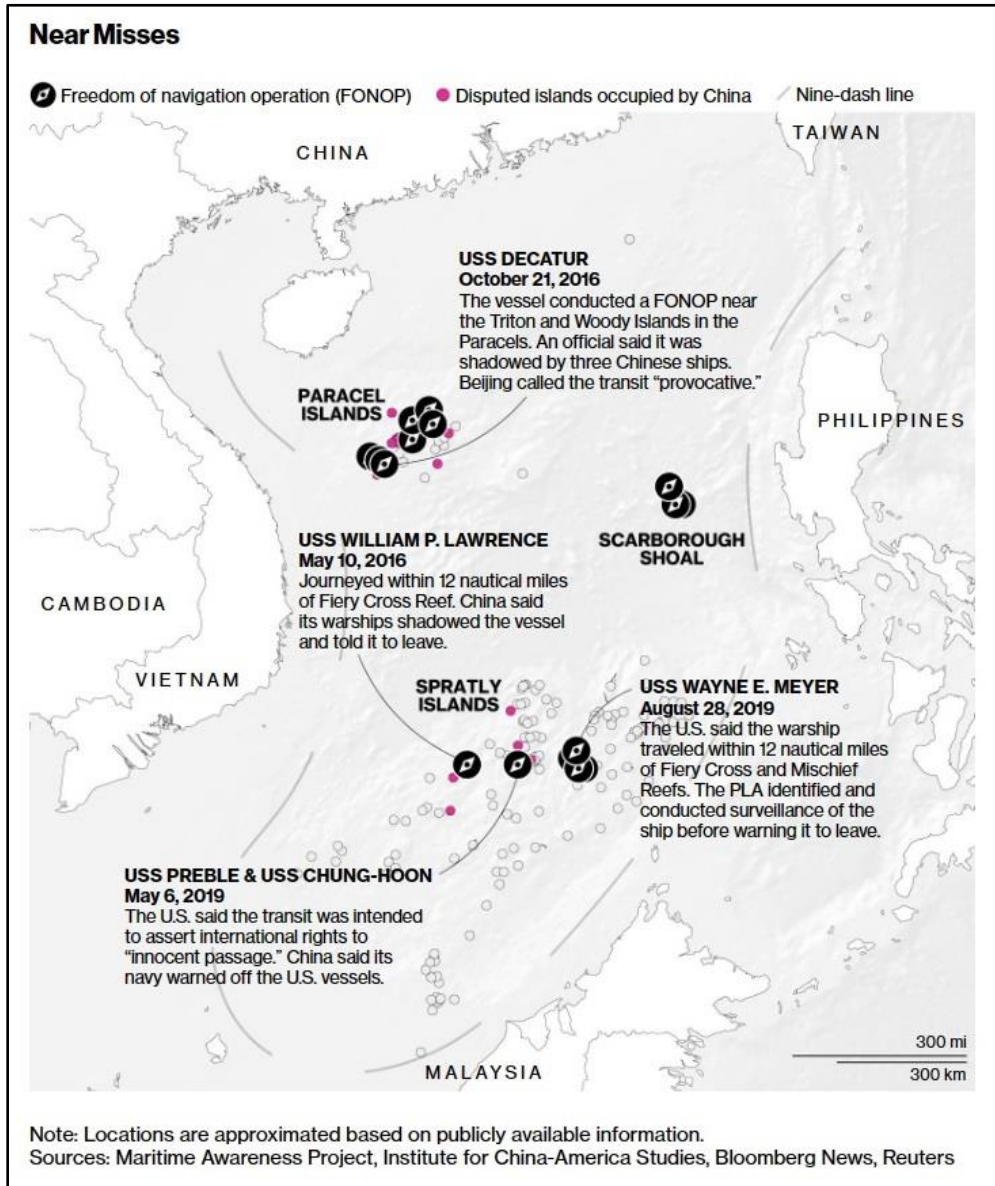 Near Misses
Freedom of navigation operation (FONOP)
Disputed islands occupied by China
Nine-dash line
TAIWAN
CHINA
USS DECATUR
October 21, 2016
The vessel conducted a FONOP near
the Triton and Woody Islands in the
Paracels. An official said it was
shadowed by three Chinese ships.
Beijing called the transit “provocative.”
PARACEL
ISLANDS
PHILIPPINES
SCARBOROUGH
SHOAL
USS WILLIAM P. LAWRENCE
May 10, 2016
Journeyed within 12 nautical miles
of Fiery Cross Reef. China said
its warships shadowed the vessel
and told it to leave.
CAMBODIA
VIETNAM
SPRATLY
ISLANDS
USS WAYNE E. MEYER
August 28, 2019
The U.S. said the warship
traveled within 12 nautical miles
of Fiery Cross and Mischief
Reefs. The PLA identified and
conducted surveillance of the
ship before warning it to leave.
USS PREBLE & USS CHUNG-HOON
May 6, 2019
The U.S. said the transit was intended
to assert international rights to
“innocent passage.” China said its
navy warned off the U.S. vessels.
MALAYSIA
300 mi
300 km
Note: Locations are approximated based on publicly available information.
Sources: Maritime Awareness Project, Institute for China-America Studies, Bloomberg News, Reuters